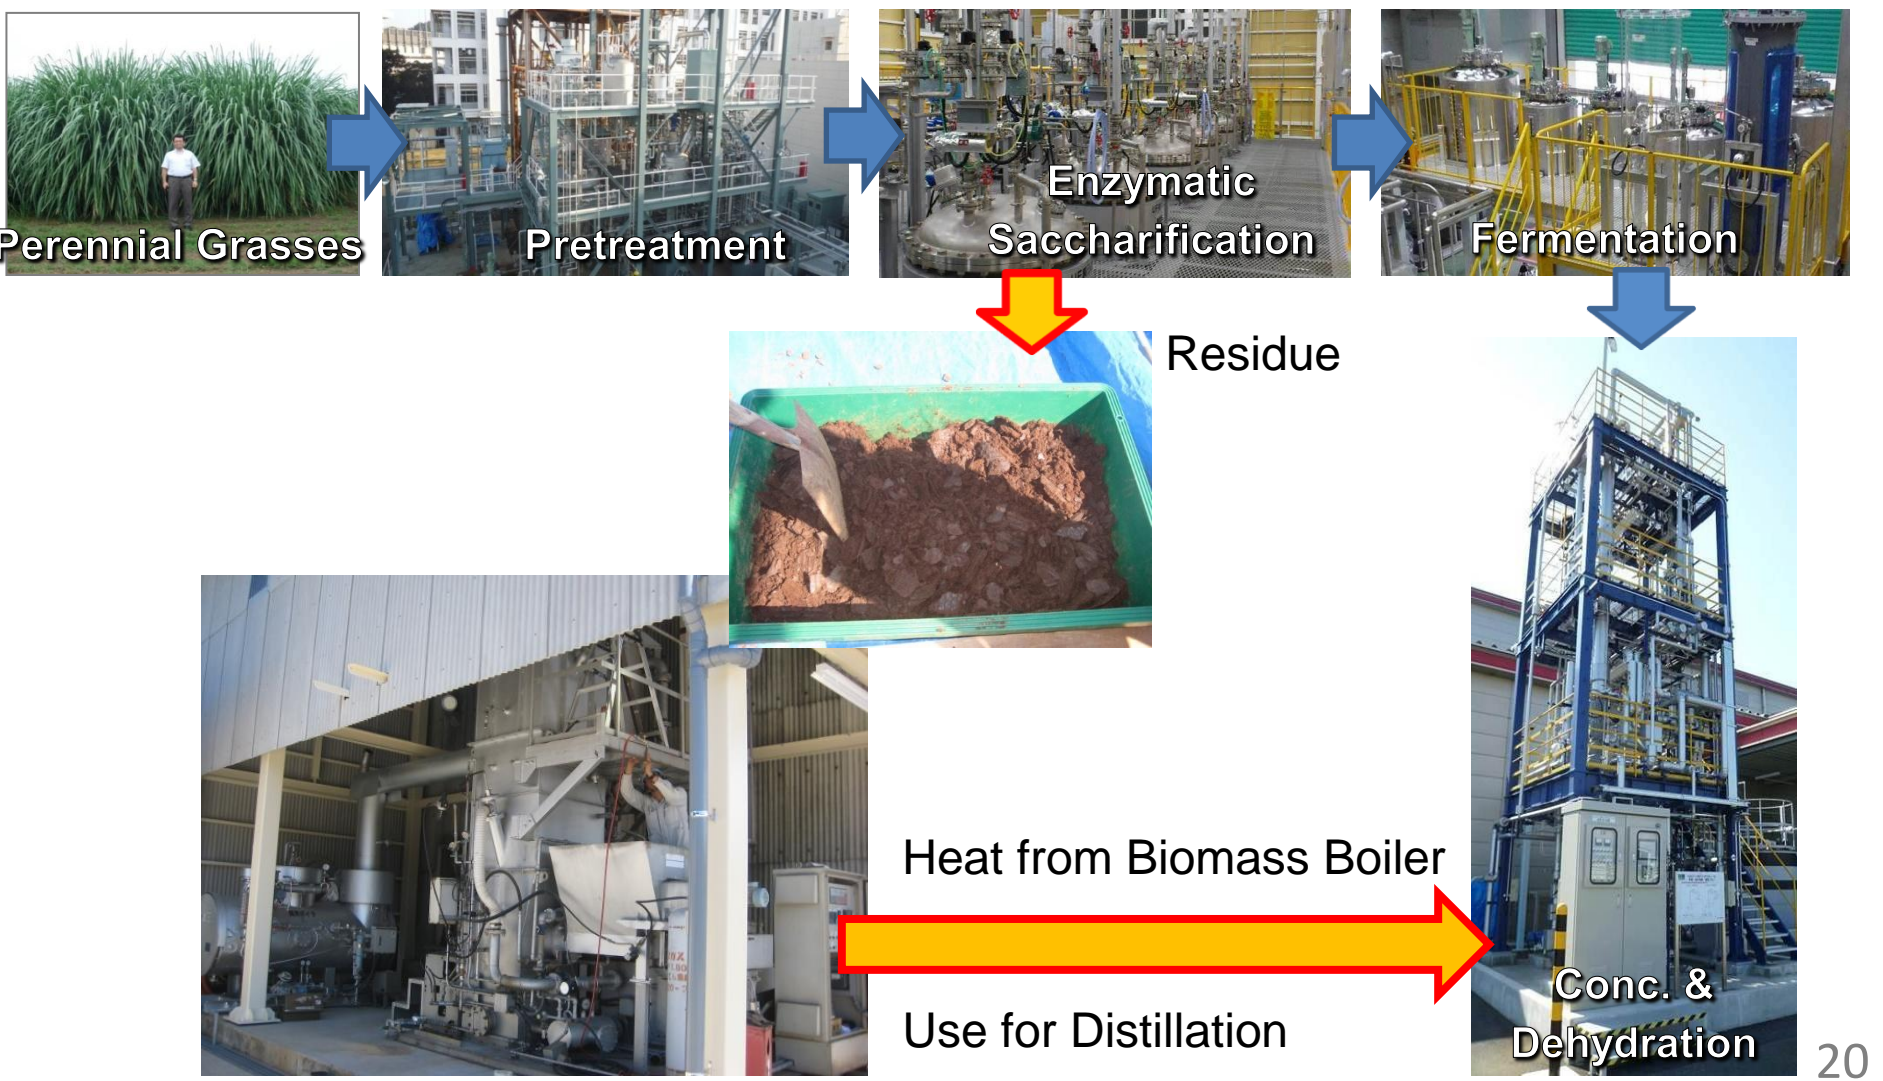 Perennial Grasses
Pretreatment
Enzymatic
Saccharification
Fermentation
Residue
Heat from Biomass Boiler
Use for Distillation
Conc. &
Dehydration
20